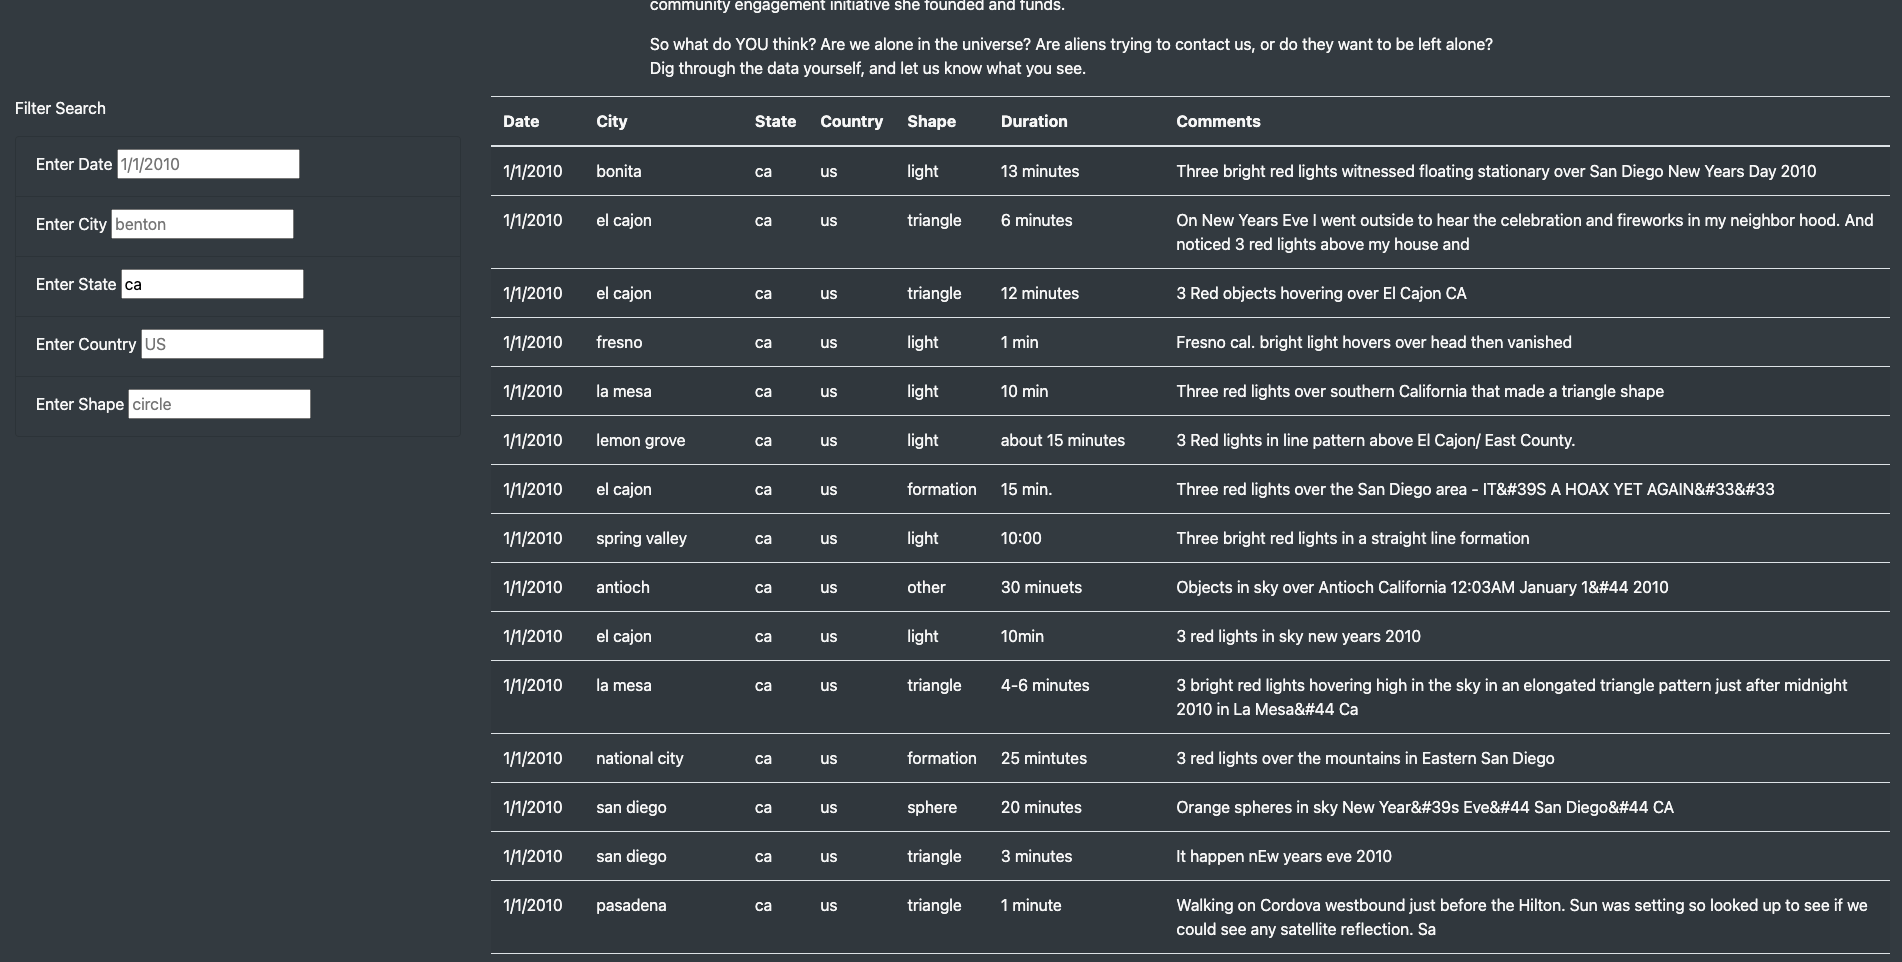 community engagement initiative she founded and funds.
So what do YOU think? Are we alone in the universe? Are aliens trying to contact us, or do they want to be left alone?
Dig through the data yourself, and let us know what you see.
Filter Search
Enter Date 1/1/2010
Enter City benton
Enter State ca
Enter Country US
Enter Shape circle
Date City State Country Shape Duration Comments
1/1/2010 bonita ca us light 13 minutes Three bright red lights witnessed floating stationary over San Diego New Years Day 2010
1/1/2010 el cajon ca us triangle 6 minutes On New Years Eve I went outside to hear the celebration and fireworks in my neighbor hood. And
noticed 3 red lights above my house and
1/1/2010 el cajon ca us triangle 12 minutes 3 Red objects hovering over El Cajon CA
1/1/2010 fresno ca us light 1 min Fresno cal. bright light hovers over head then vanished
1/1/2010 la mesa ca us light 10 min Three red lights over southern California that made a triangle shape
1/1/2010 lemon grove ca us light about 15 minutes 3 Red lights in line pattern above El Cajon/ East County.
1/1/2010 el cajon ca us formation 15 min. Three red lights over the San Diego area - IT&#39S A HOAX YET AGAIN&#33&#33
1/1/2010 spring valley ca us light 10:00 Three bright red lights in a straight line formation
1/1/2010 antioch ca us other 30 minuets Objects in sky over Antioch California 12:03AM January 1&#44 2010
1/1/2010 el cajon ca us light 10min 3 red lights in sky new years 2010
1/1/2010 la mesa ca us triangle 4-6 minutes 3 bright red lights hovering high in the sky in an elongated triangle pattern just after midnight
2010 in La Mesa&#44 Ca
1/1/2010 national city ca us formation 25 mintutes 3 red lights over the mountains in Eastern San Diego
1/1/2010 san diego ca us sphere 20 minutes Orange spheres in sky New Year&#39s Eve&#44 San Diego&#44 CA
1/1/2010 san diego ca us triangle 3 minutes It happen nEw years eve 2010
1/1/2010 pasadena ca us triangle 1 minute Walking on Cordova westbound just before the Hilton. Sun was setting so looked up to see if we
could see any satellite reflection. Sa